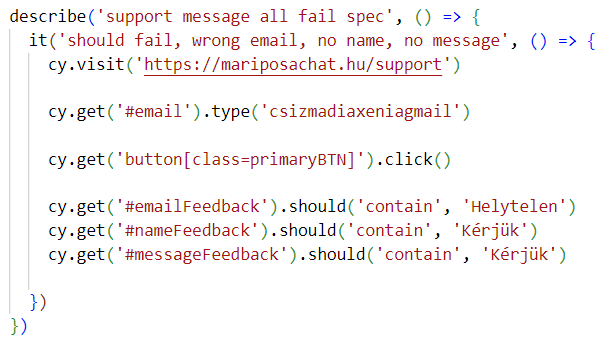 describe('support message all fail spec', () => {
it('should fail, wrong email, no name, no message', () => {
cy.visit('https://mariposachat.hu/support')
cy.get('#email').type('csizmadiaxeniagmail')
cy.get('button[class=primaryBTN]').click()
cy.get('#emailFeedback').should('contain', 'Helytelen')
cy.get('#nameFeedback').should('contain', 'Kérjük')
cy.get('#messageFeedback').should('contain', 'Kérjük')
})
})